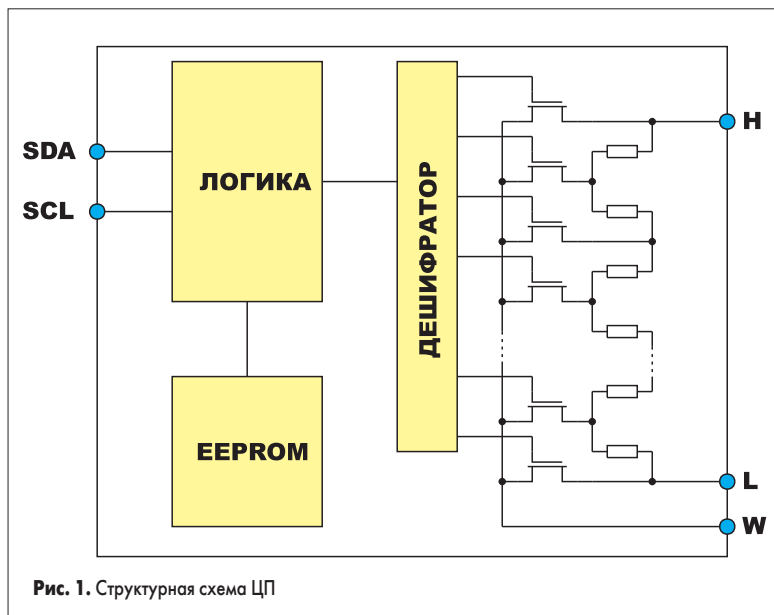 SDA
SCL
ЛОГИКА
EEPROM
ДЕШИФРАТОР
H
L
W
Рис. 1. Структурная схема ЦП